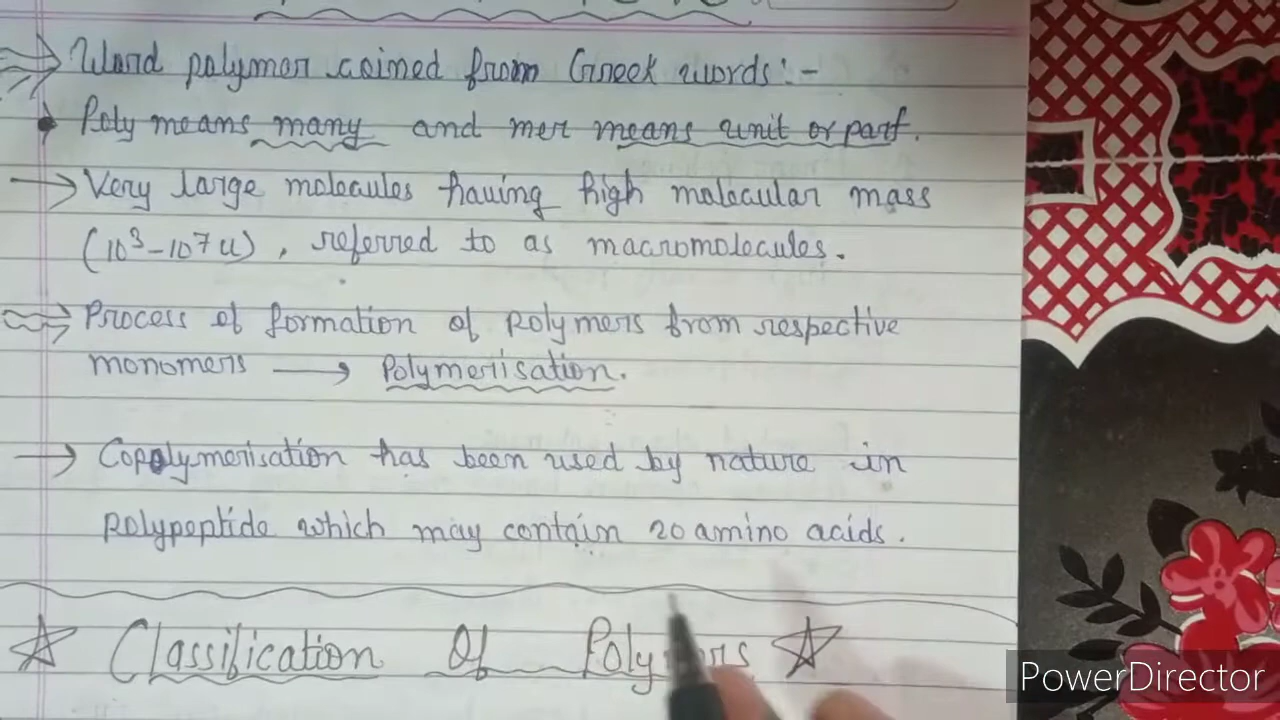 Word polymer coined from Greek words:-
Poly means many and mer means unit or part.
Very large molecules having high molecular mass
(10³-10⁷u), referred to as macromolecules.
Process of formation of polymers from respective
monomers → Polymerisation.
→ Copolymerisation has been used by nature in
polypeptide which may contain 20 amino acids.
☆ Classification Of Polymers ☆
PowerDirector